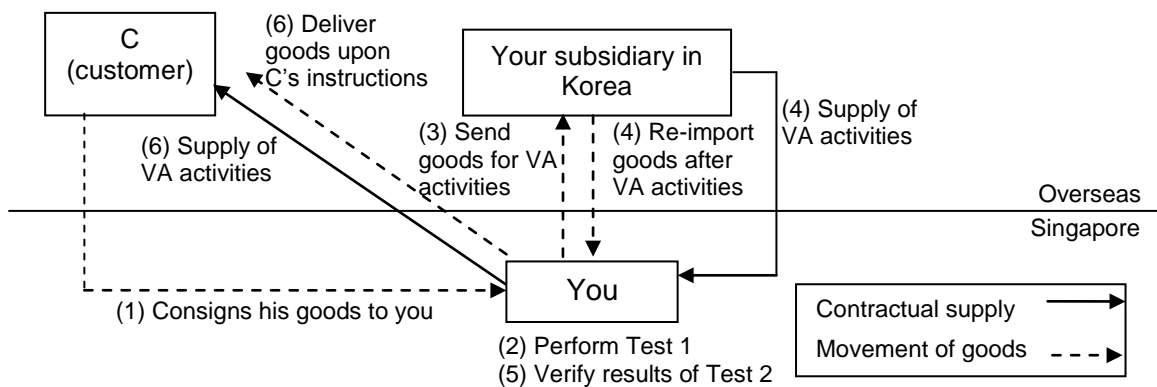 C
(customer)
(6) Deliver
goods upon
C's instructions
Your subsidiary in
Korea
(4) Supply of
VA activities
(6) Supply of
VA activities
(3) Send
goods for VA
activities
(4) Re-import
goods after
VA activities
Overseas
Singapore
You
(1) Consigns his goods to you
(2) Perform Test 1
(5) Verify results of Test 2
Contractual supply
Movement of goods